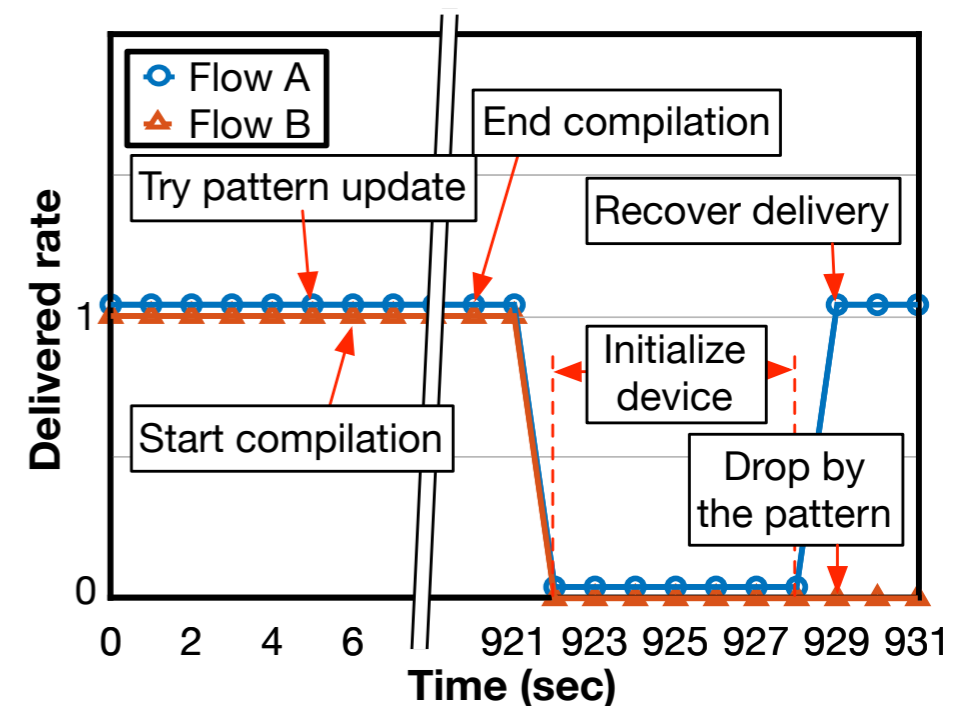 Flow A
Flow B
End compilation
Try pattern update
Recover delivery
Delivered rate
1
Initialize
device
Start compilation
Drop by
the pattern
0
0 2 4 6 921 923 925 927 929 931
Time (sec)